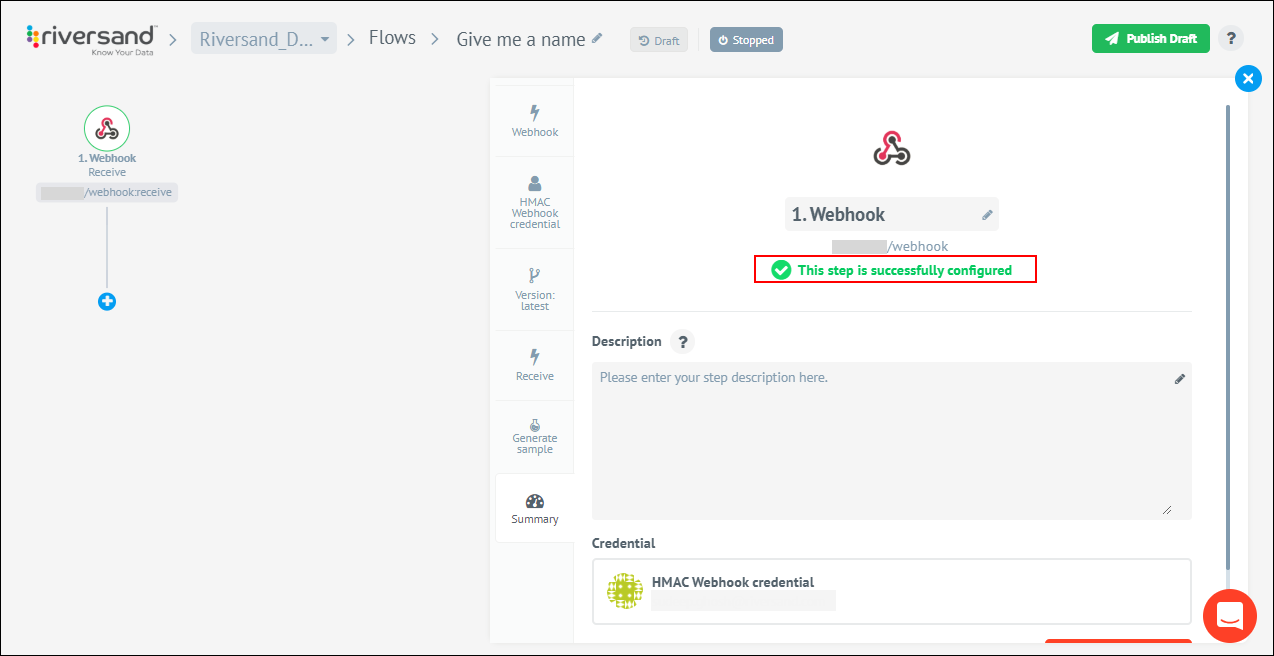 riversand™
Know Your Data
Riversand_D...
Flows
Give me a name
Draft
Stopped
Publish Draft
?
1. Webhook
Receive
/webhook:receive
Webhook
HMAC
Webhook
credential
Version:
latest
Receive
Generate
sample
Summary
1. Webhook
/webhook
This step is successfully configured
Description ?
Please enter your step description here.
Credential
HMAC Webhook credential